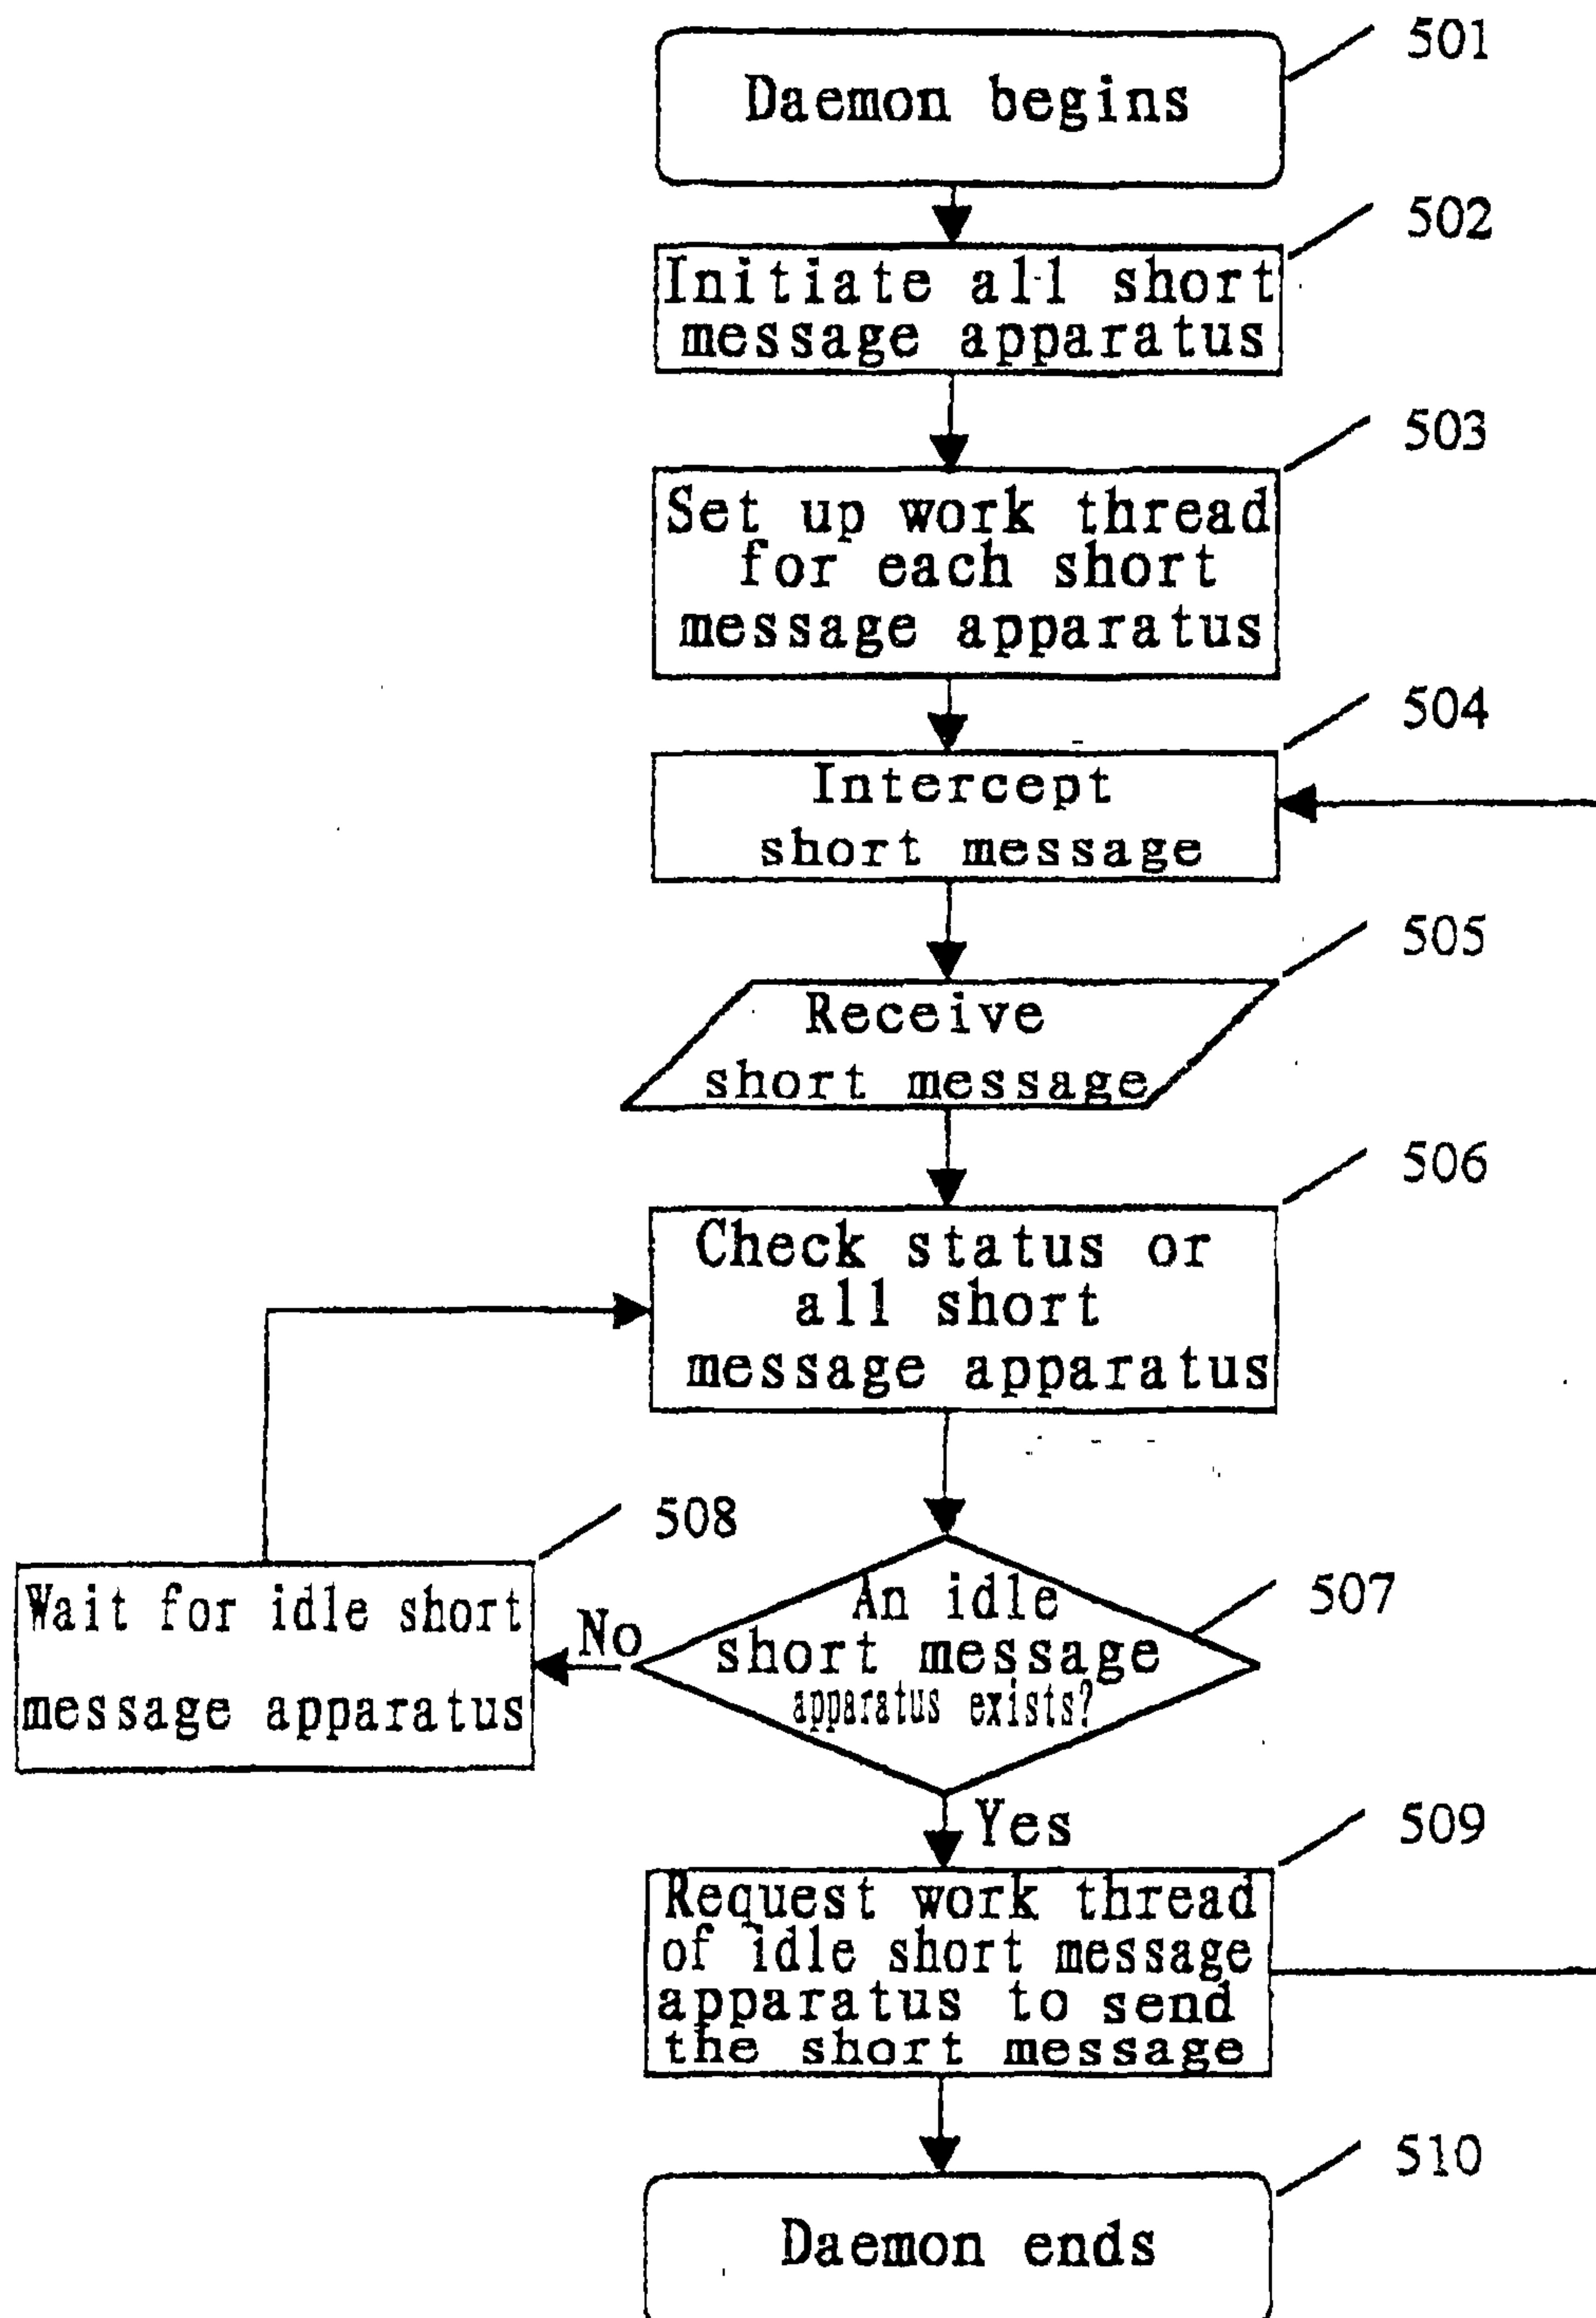 501
Daemon begins
502
Initiate all short
message apparatus
503
Set up work thread
for each short
message apparatus
504
Intercept
short message
505
Receive
short message
506
Check status or
all short
message apparatus
508
Wait for idle short
message apparatus
No
507
An idle
short message
apparatus exists?
Yes
509
Request work thread
of idle short message
apparatus to send
the short message
510
Daemon ends